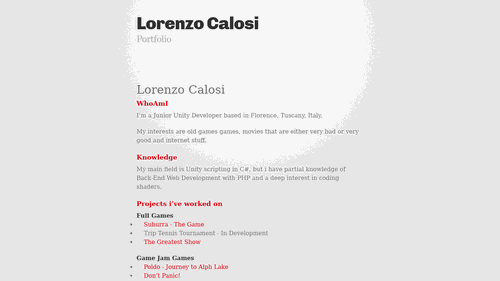 Lorenzo Calosi
Portfolio
Lorenzo Calosi
WhoAmI
I'm a Junior Unity Developer based in Florence, Tuscany, Italy.
My interests are old games games, movies that are either very bad or very
good and internet stuff.
Knowledge
My main field is Unity scripting in C#, but i have partial knowledge of
Back-End Web Development with PHP and a deep interest in coding
shaders.
Projects i've worked on
Full Games
Suburra - The Game
Trip Tennis Tournament - In Development
The Greatest Show
Game Jam Games
Poldo - Journey to Alph Lake
Don't Panic!